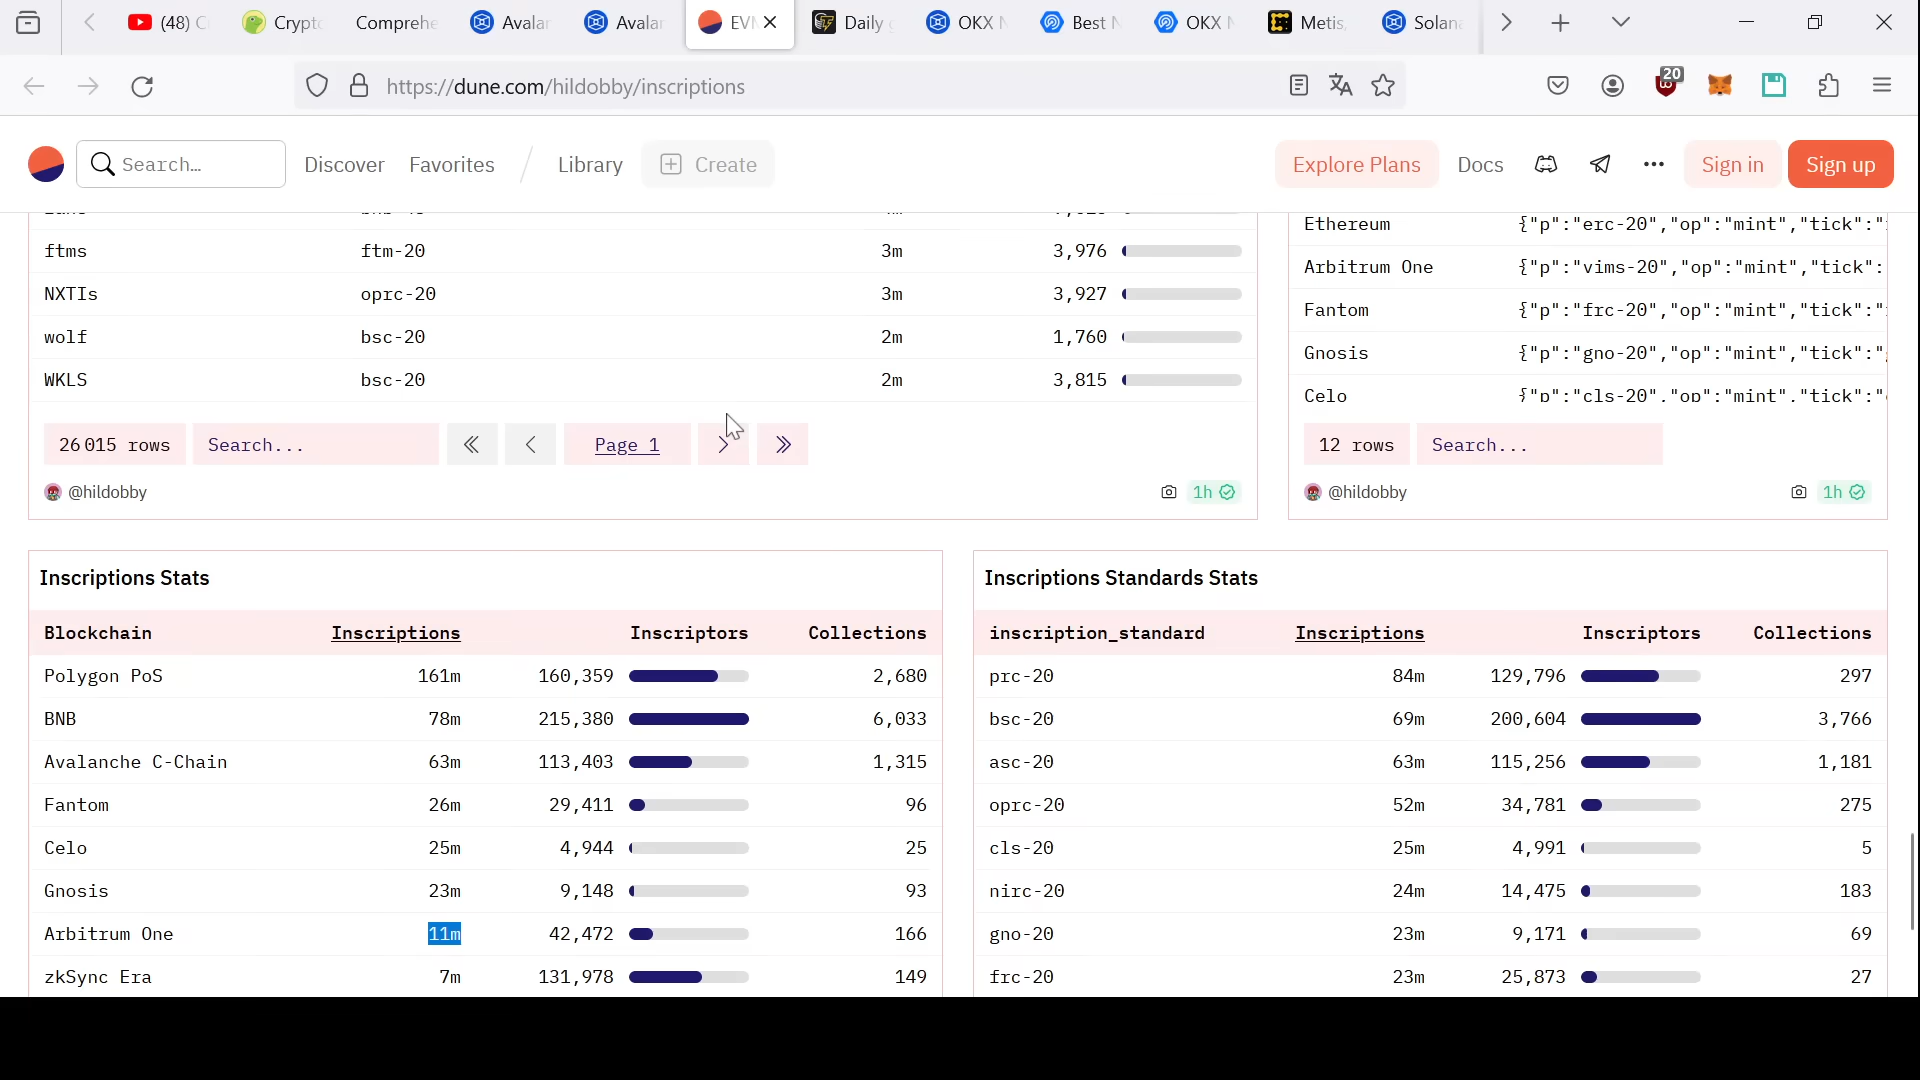 (48)
Crypt
Comprehe
Avalan
Avalan
EV
Daily
OKX
Best
OKX
Metis,
Solan
https://dune.com/hildobby/inscriptions
20
Search…
Discover
Favorites
Library
Create
Explore Plans
Docs
Sign in
Sign up
ftms ftm-20 3m 3,976
NXTIs oprc-20 3m 3,927
wolf bsc-20 2m 1,760
WKLS bsc-20 2m 3,815
26 015 rows Search... Page 1
@hildobby 1h
Ethereum {"p":"erc-20","op":"mint","tick":"
Arbitrum One {"p":"vims-20","op":"mint","tick":
Fantom {"p":"frc-20","op":"mint","tick":"
Gnosis {"p":"gno-20","op":"mint","tick":"
Celo {"p":"cls-20","op":"mint","tick":"
12 rows Search...
@hildobby 1h
Inscriptions Stats
Blockchain Inscriptions Inscriptors Collections
Polygon PoS 161m 160,359 2,680
BNB 78m 215,380 6,033
Avalanche C-Chain 63m 113,403 1,315
Fantom 26m 29,411 96
Celo 25m 4,944 25
Gnosis 23m 9,148 93
Arbitrum One 11m 42,472 166
zkSync Era 7m 131,978 149
Inscriptions Standards Stats
inscription_standard Inscriptions Inscriptors Collections
prc-20 84m 129,796 297
bsc-20 69m 200,604 3,766
asc-20 63m 115,256 1,181
oprc-20 52m 34,781 275
cls-20 25m 4,991 5
nirc-20 24m 14,475 183
gno-20 23m 9,171 69
frc-20 23m 25,873 27